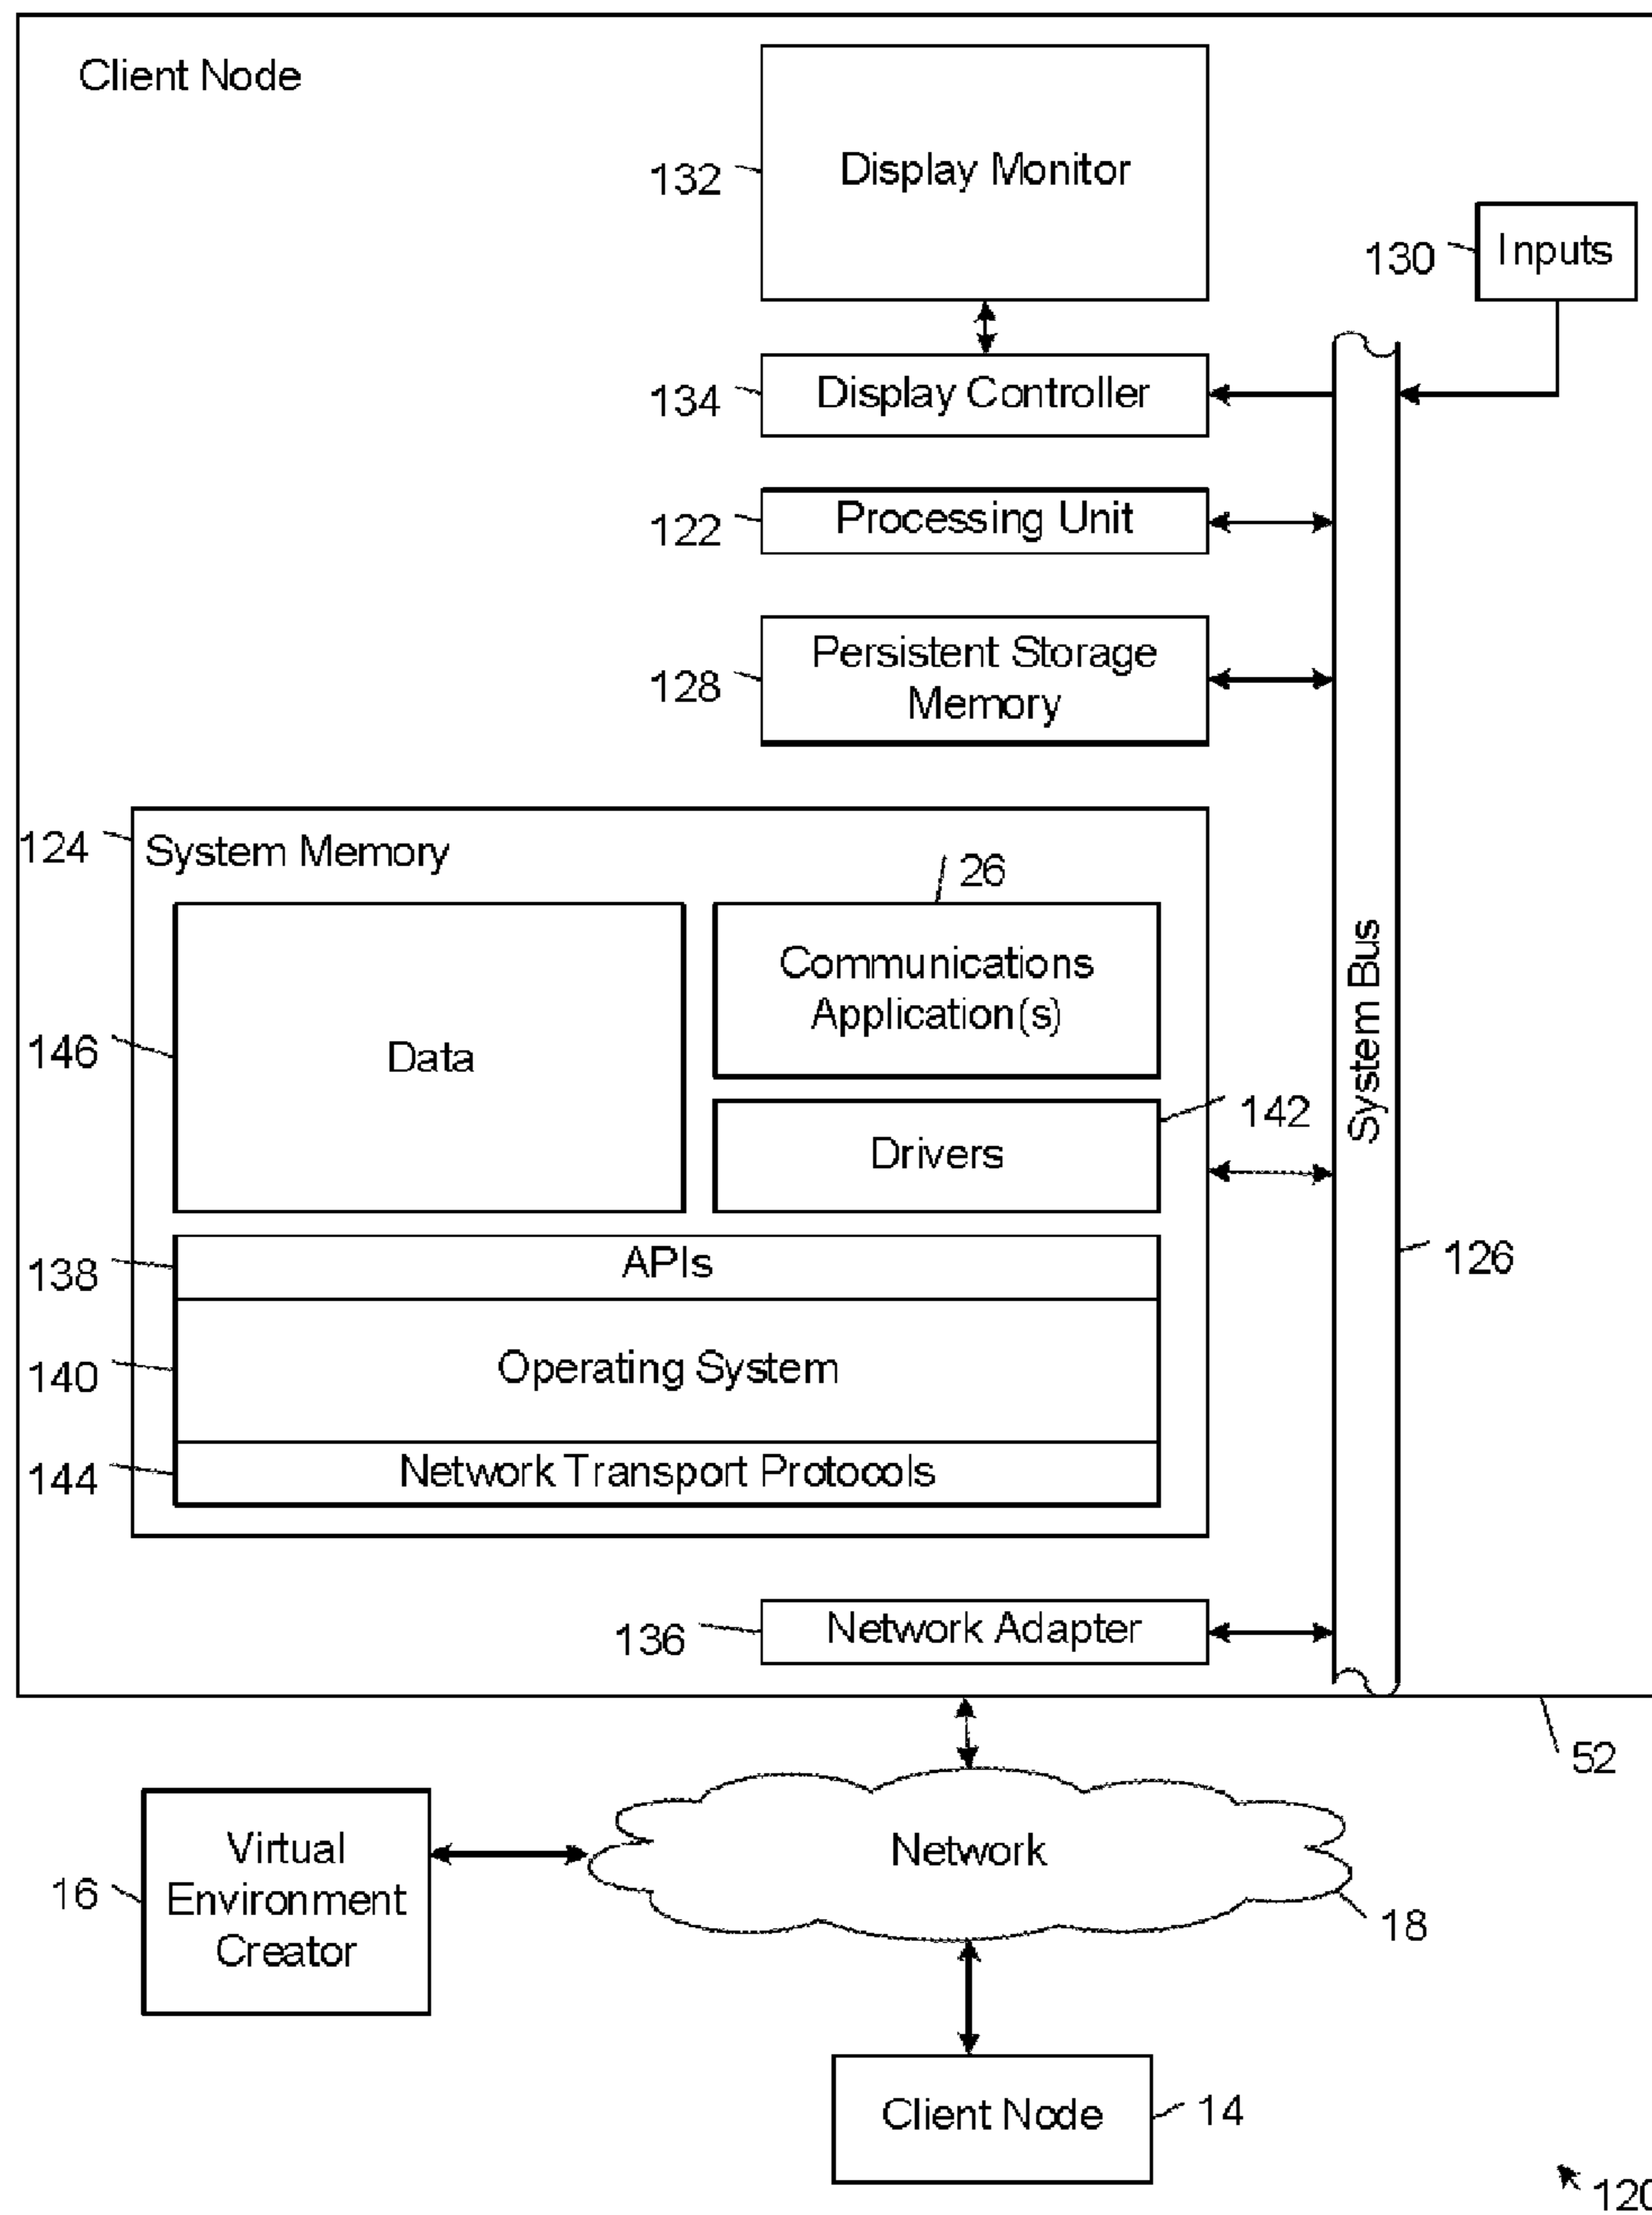 Client Node
132
Display Monitor
130
Inputs
134
Display Controller
122
Processing Unit
128
Persistent Storage
Memory
124
System Memory
26
Communications
Application(s)
146
Data
142
Drivers
System Bus
126
138
APIs
140
Operating System
144
Network Transport Protocols
136
Network Adapter
52
16
Virtual
Environment
Creator
Network
18
Client Node
14
120